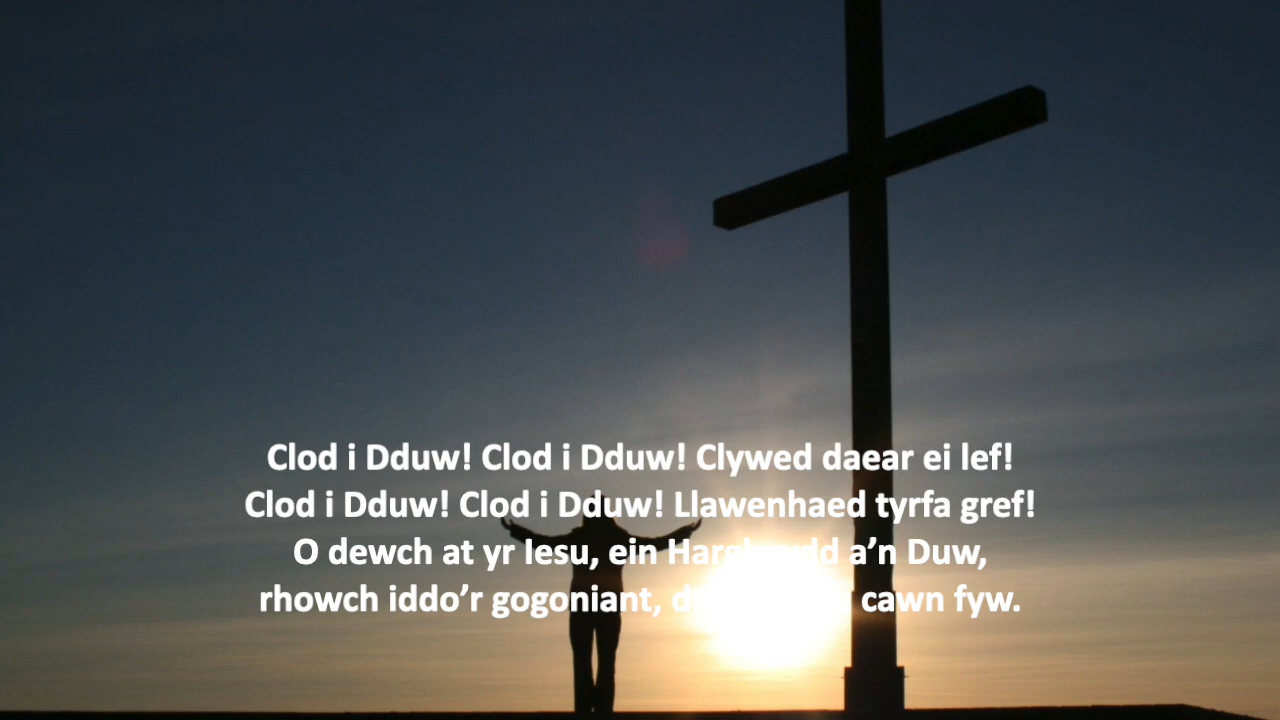 Clod i Dduw! Clod i Dduw! Clywed daear ei lef!
Clod i Dduw! Clod i Dduw! Llawenhaed tyrfa gref!
O dewch at yr Iesu, ein Harglwydd a’n Duw,
rhowch iddo’r gogoniant, cawn fyw.